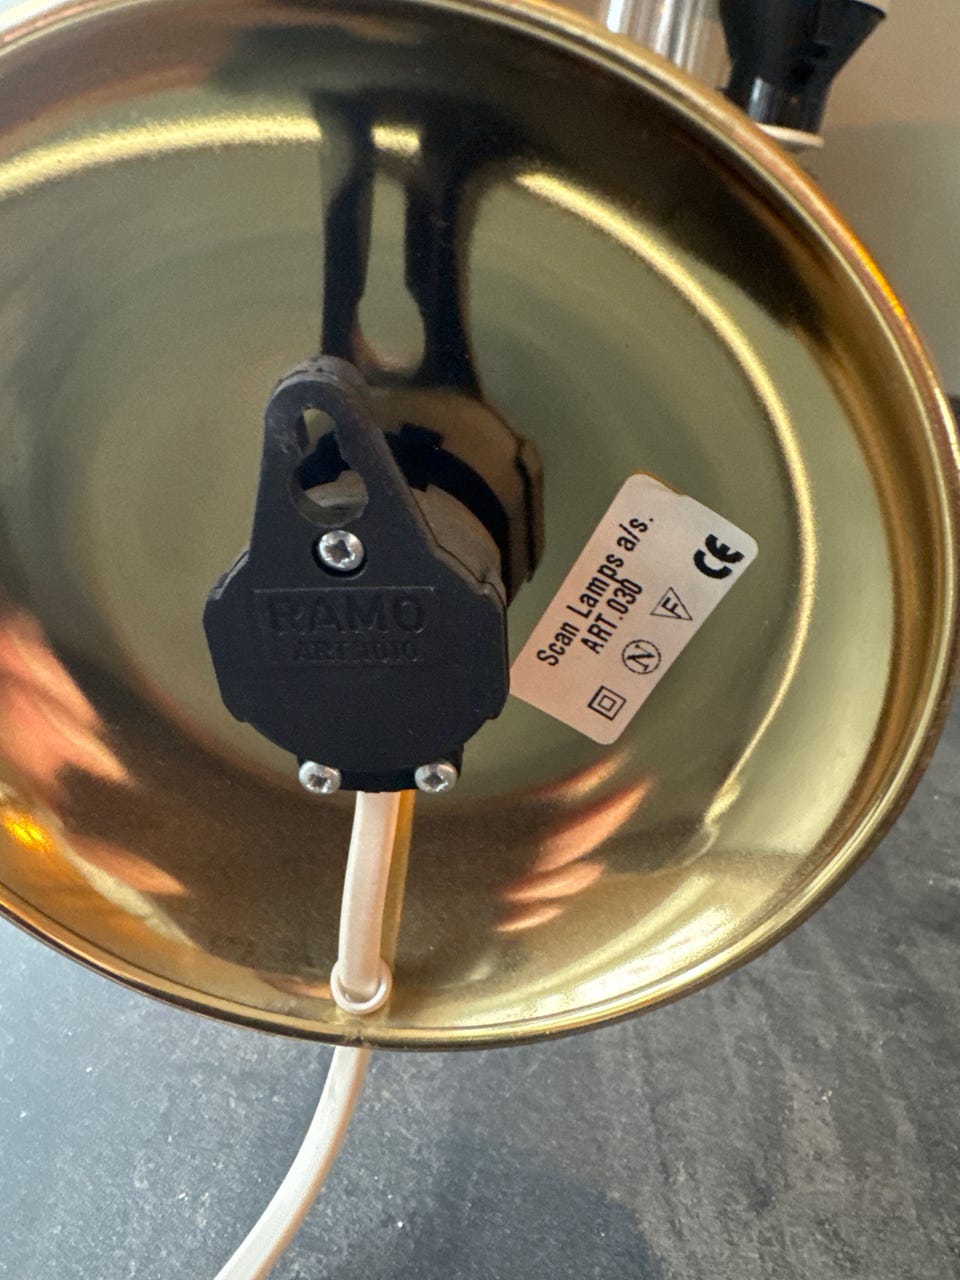 RAMO
ART.1010
Scan Lamps a/s.
ART.030
N
F
CE